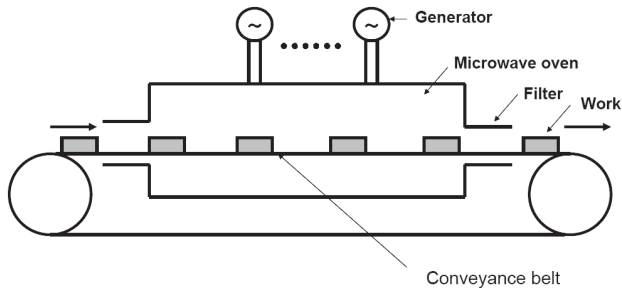 Generator
Microwave oven
Filter
Work
Conveyance belt